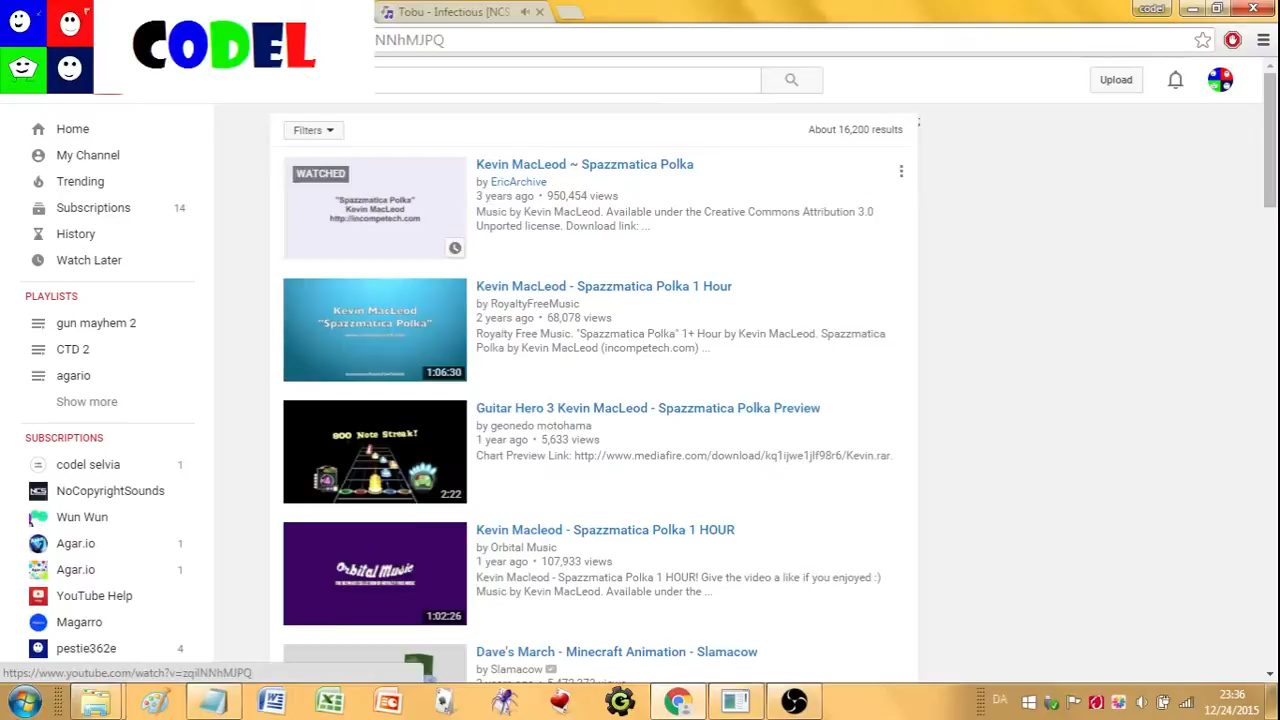 CODEL
Tobu - Infectious [NCS
codel
NNhMJPQ
Upload
Home
My Channel
Trending
Subscriptions 14
History
Watch Later
PLAYLISTS
gun mayhem 2
CTD 2
agario
Show more
SUBSCRIPTIONS
codel selvia 1
NoCopyrightSounds
Wun Wun
Agar.io 1
Agar.io 1
YouTube Help
Magarro
pestie362e 4
Filters
About 16,200 results
WATCHED
"Spazzmatica Polka"
Kevin MacLeod
http://incompetech.com
Kevin MacLeod ~ Spazzmatica Polka
by EricArchive
3 years ago • 950,454 views
Music by Kevin MacLeod. Available under the Creative Commons Attribution 3.0
Unported license. Download link: ...
Kevin MacLeod
"Spazzmatica Polka"
1:06:30
Kevin MacLeod - Spazzmatica Polka 1 Hour
by RoyaltyFreeMusic
2 years ago • 68,078 views
Royalty Free Music. "Spazzmatica Polka" 1+ Hour by Kevin MacLeod. Spazzmatica
Polka by Kevin MacLeod (incompetech.com) ...
800 Note Streak!
2:22
Guitar Hero 3 Kevin MacLeod - Spazzmatica Polka Preview
by geonedo motohama
1 year ago • 5,633 views
Chart Preview Link: http://www.mediafire.com/download/kq1ijwe1jlf98r6/Kevin.rar.
Orbital Music
THE ULTIMATE COLLECTION OF ROYALTY FREE MUSIC
1:02:26
Kevin Macleod - Spazzmatica Polka 1 HOUR
by Orbital Music
1 year ago • 107,933 views
Kevin Macleod - Spazzmatica Polka 1 HOUR! Give the video a like if you enjoyed :)
Music by Kevin MacLeod. Available under the ...
Dave's March - Minecraft Animation - Slamacow
by Slamacow
https://www.youtube.com/watch?v=zqilNNhMJPQ
DA
23:36
12/24/2015